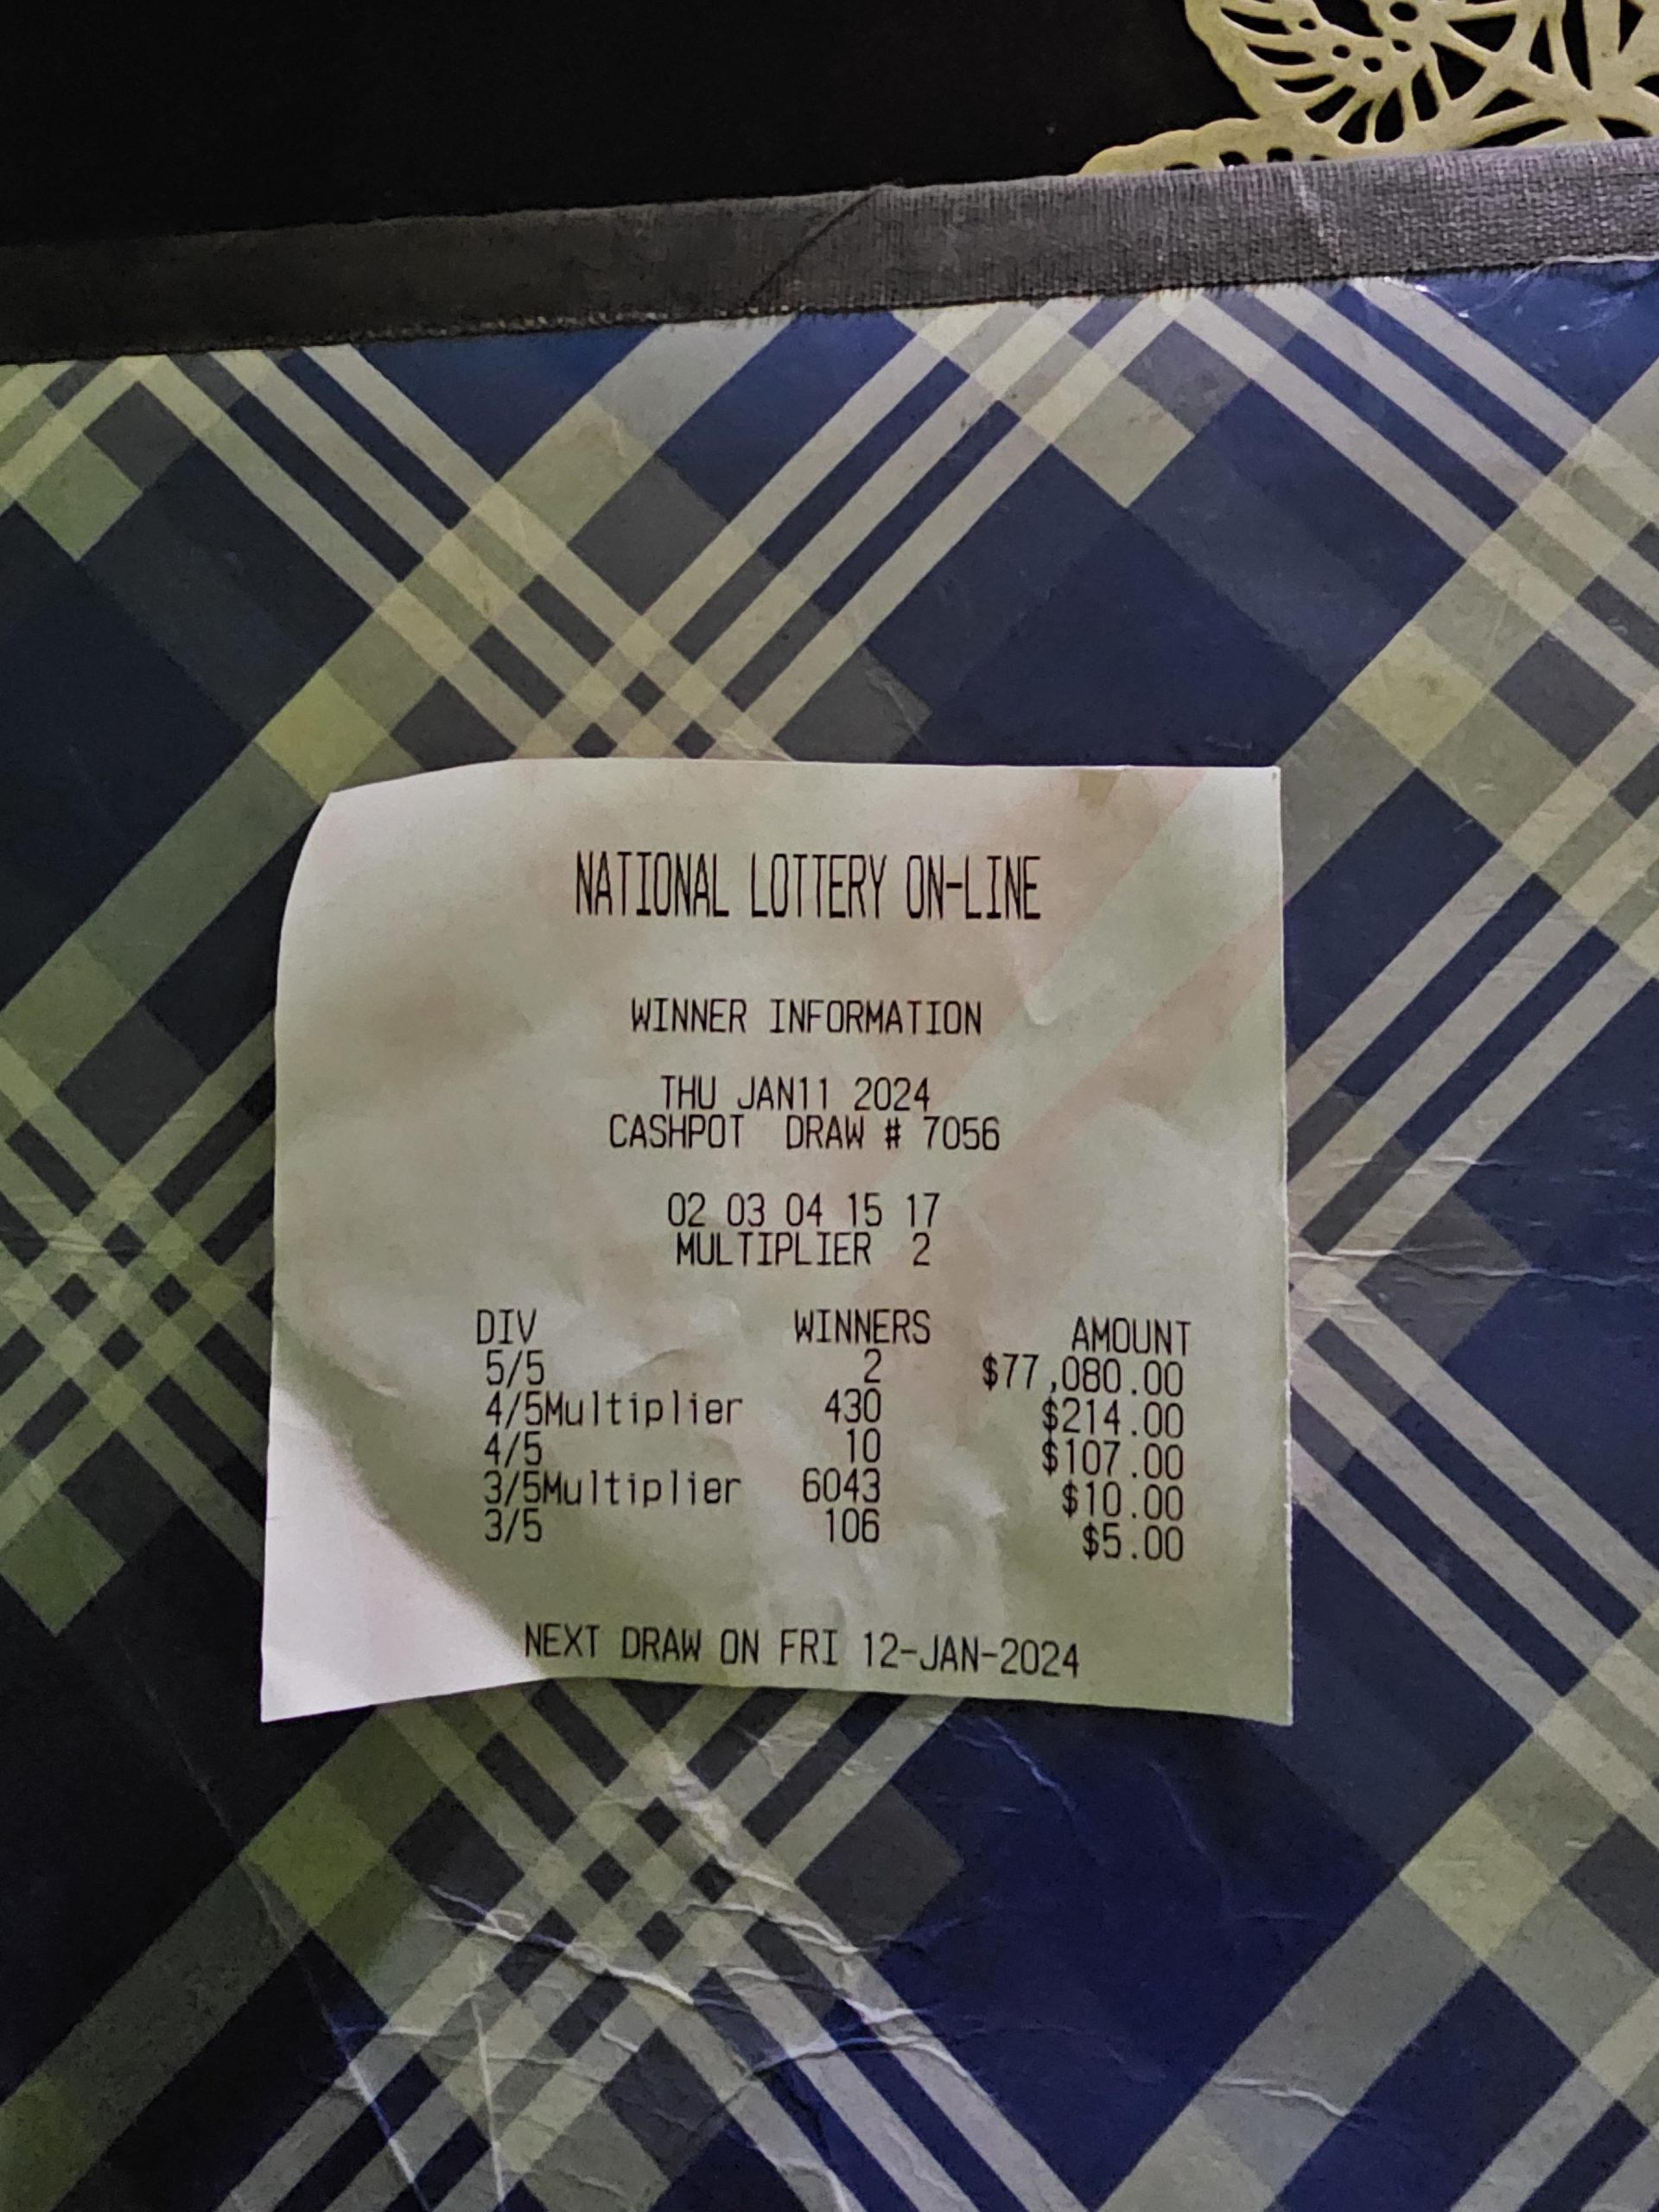 NATIONAL LOTTERY ON-LINE
WINNER INFORMATION
THU JAN11 2024
CASHPOT DRAW # 7056
02 03 04 15 17
MULTIPLIER 2
DIV WINNERS AMOUNT
5/5 2 $77,080.00
4/5Multiplier 430 $214.00
4/5 10 $107.00
3/5Multiplier 6043 $10.00
3/5 106 $5.00
NEXT DRAW ON FRI 12-JAN-2024